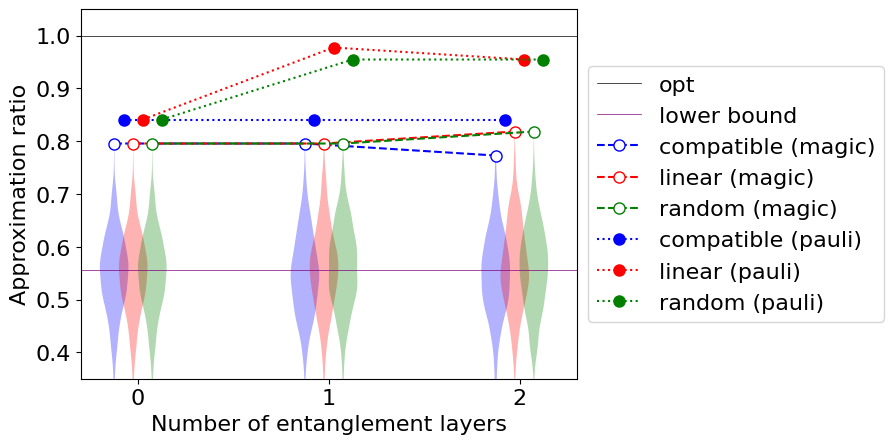 1.0
0.9
0.8
0.7
0.6
0.5
0.4
Approximation ratio
0 1 2
Number of entanglement layers
opt
lower bound
compatible (magic)
linear (magic)
random (magic)
compatible (pauli)
linear (pauli)
random (pauli)